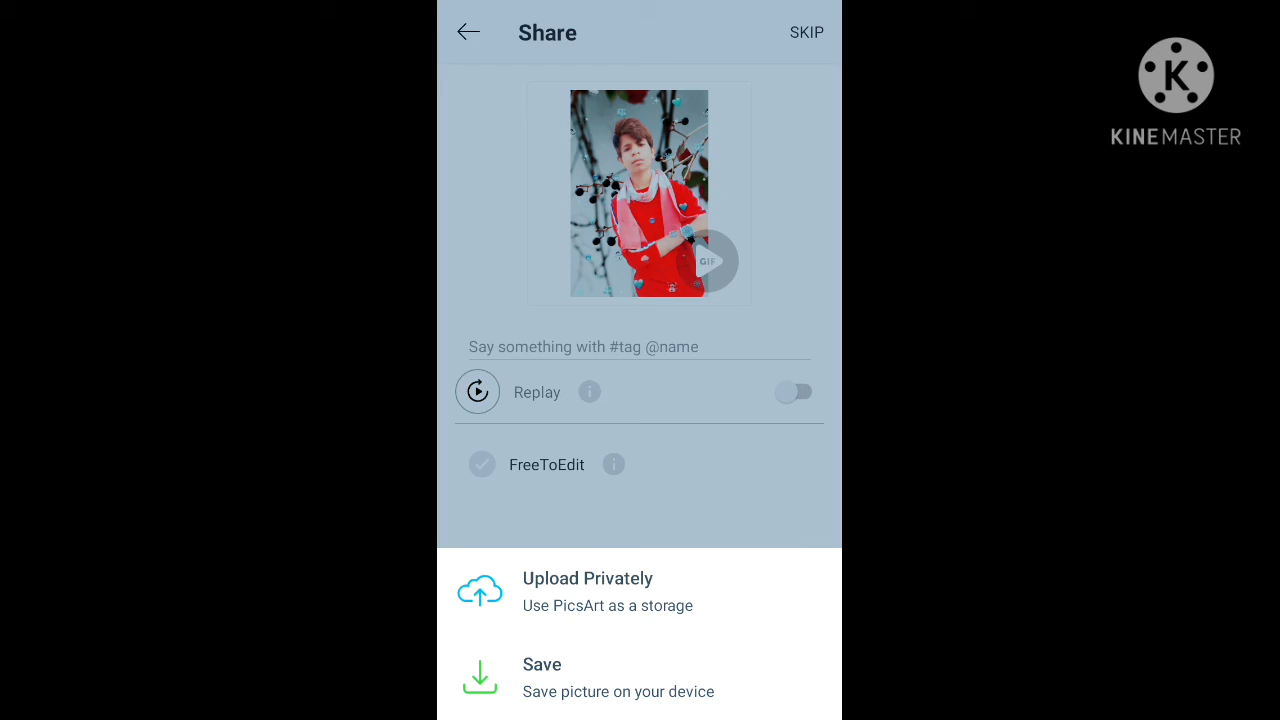 Share
SKIP
KINEMASTER
GIF
Say something with #tag @name
Replay
FreeToEdit
Upload Privately
Use PicsArt as a storage
Save
Save picture on your device